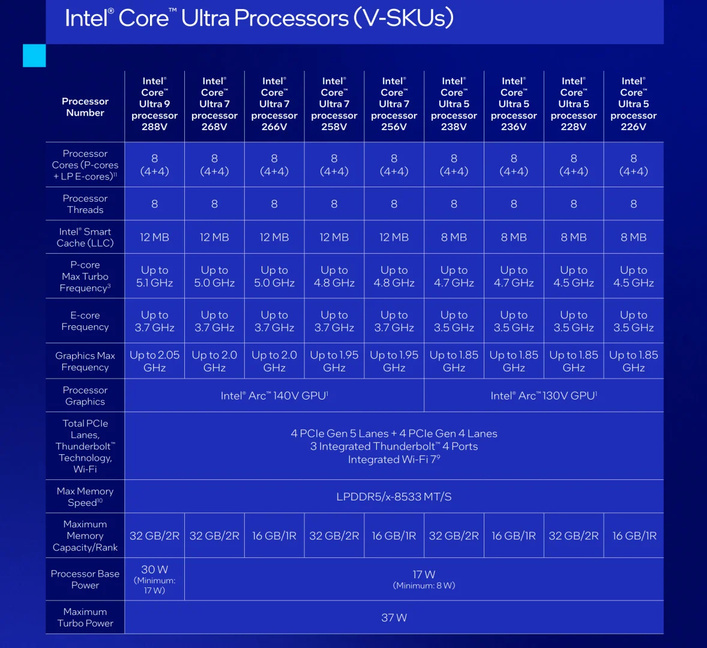 Intel® Core™ Ultra Processors (V-SKUs)
Processor Number | Intel® Core™ Ultra 9 processor 288V | Intel® Core™ Ultra 7 processor 268V | Intel® Core™ Ultra 7 processor 266V | Intel® Core™ Ultra 7 processor 258V | Intel® Core™ Ultra 7 processor 256V | Intel® Core™ Ultra 5 processor 238V | Intel® Core™ Ultra 5 processor 236V | Intel® Core™ Ultra 5 processor 228V | Intel® Core™ Ultra 5 processor 226V
Processor Cores (P-cores + LP E-cores)¹¹ | 8 (4+4) | 8 (4+4) | 8 (4+4) | 8 (4+4) | 8 (4+4) | 8 (4+4) | 8 (4+4) | 8 (4+4) | 8 (4+4)
Processor Threads | 8 | 8 | 8 | 8 | 8 | 8 | 8 | 8 | 8
Intel® Smart Cache (LLC) | 12 MB | 12 MB | 12 MB | 12 MB | 12 MB | 8 MB | 8 MB | 8 MB | 8 MB
P-core Max Turbo Frequency³ | Up to 5.1 GHz | Up to 5.0 GHz | Up to 5.0 GHz | Up to 4.8 GHz | Up to 4.8 GHz | Up to 4.7 GHz | Up to 4.7 GHz | Up to 4.5 GHz | Up to 4.5 GHz
E-core Frequency | Up to 3.7 GHz | Up to 3.7 GHz | Up to 3.7 GHz | Up to 3.7 GHz | Up to 3.7 GHz | Up to 3.5 GHz | Up to 3.5 GHz | Up to 3.5 GHz | Up to 3.5 GHz
Graphics Max Frequency | Up to 2.05 GHz | Up to 2.0 GHz | Up to 2.0 GHz | Up to 1.95 GHz | Up to 1.95 GHz | Up to 1.85 GHz | Up to 1.85 GHz | Up to 1.85 GHz | Up to 1.85 GHz
Processor Graphics | Intel® Arc™ 140V GPU¹ | Intel® Arc™ 130V GPU¹
Total PCIe Lanes, Thunderbolt™ Technology, Wi-Fi | 4 PCIe Gen 5 Lanes + 4 PCIe Gen 4 Lanes
3 Integrated Thunderbolt™ 4 Ports
Integrated Wi-Fi 7⁹
Max Memory Speed¹⁰ | LPDDR5/x-8533 MT/S
Maximum Memory Capacity/Rank | 32 GB/2R | 32 GB/2R | 16 GB/1R | 32 GB/2R | 16 GB/1R | 32 GB/2R | 16 GB/1R | 32 GB/2R | 16 GB/1R
Processor Base Power | 30 W (Minimum: 17 W) | 17 W (Minimum: 8 W)
Maximum Turbo Power | 37 W